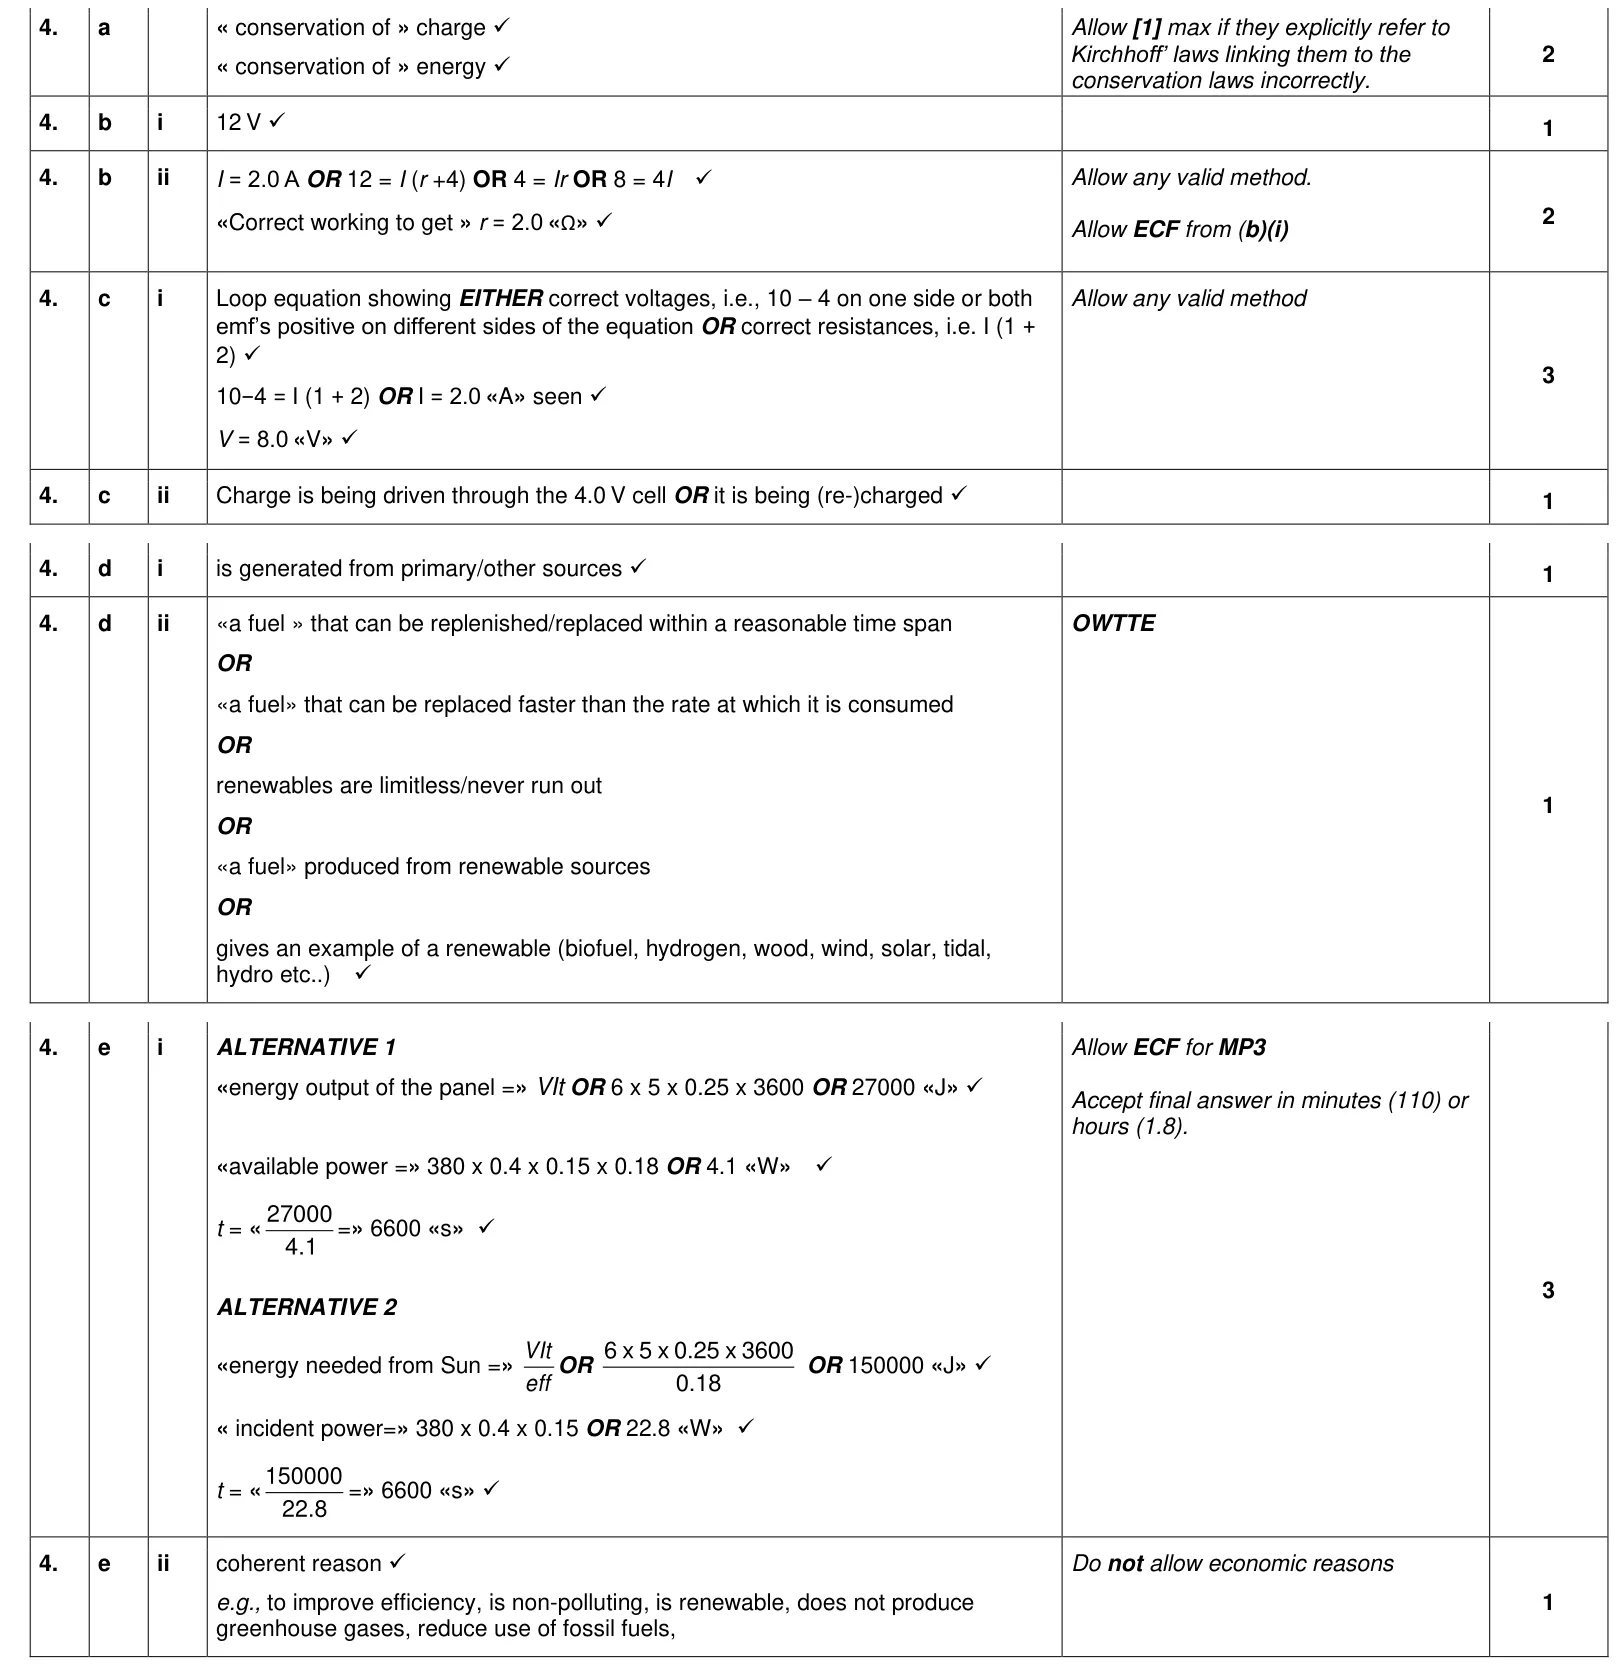 4. a « conservation of » charge ✓ Allow [1] max if they explicitly refer to
« conservation of » energy ✓ Kirchhoff' laws linking them to the
conservation laws incorrectly. 2
4. b i 12 V ✓ 1
4. b ii I = 2.0 A OR 12 = I (r +4) OR 4 = Ir OR 8 = 4I ✓ Allow any valid method.
«Correct working to get » r = 2.0 «Ω» ✓ Allow ECF from (b)(i) 2
4. c i Loop equation showing EITHER correct voltages, i.e., 10 – 4 on one side or both Allow any valid method
emf's positive on different sides of the equation OR correct resistances, i.e. I (1 +
2) ✓
10−4 = I (1 + 2) OR I = 2.0 «A» seen ✓ 3
V = 8.0 «V» ✓
4. c ii Charge is being driven through the 4.0 V cell OR it is being (re-)charged ✓ 1
4. d i is generated from primary/other sources ✓ 1
4. d ii «a fuel » that can be replenished/replaced within a reasonable time span OWTTE
OR
«a fuel» that can be replaced faster than the rate at which it is consumed
OR
renewables are limitless/never run out 1
OR
«a fuel» produced from renewable sources
OR
gives an example of a renewable (biofuel, hydrogen, wood, wind, solar, tidal,
hydro etc..) ✓
4. e i ALTERNATIVE 1 Allow ECF for MP3
«energy output of the panel =» VIt OR 6 x 5 x 0.25 x 3600 OR 27000 «J» ✓ Accept final answer in minutes (110) or
hours (1.8).
«available power =» 380 x 0.4 x 0.15 x 0.18 OR 4.1 «W» ✓
t = « 27000/4.1 =» 6600 «s» ✓
ALTERNATIVE 2 3
«energy needed from Sun =» VIt/eff OR 6 x 5 x 0.25 x 3600/0.18 OR 150000 «J» ✓
« incident power=» 380 x 0.4 x 0.15 OR 22.8 «W» ✓
t = « 150000/22.8 =» 6600 «s» ✓
4. e ii coherent reason ✓ Do not allow economic reasons
e.g., to improve efficiency, is non-polluting, is renewable, does not produce 1
greenhouse gases, reduce use of fossil fuels,